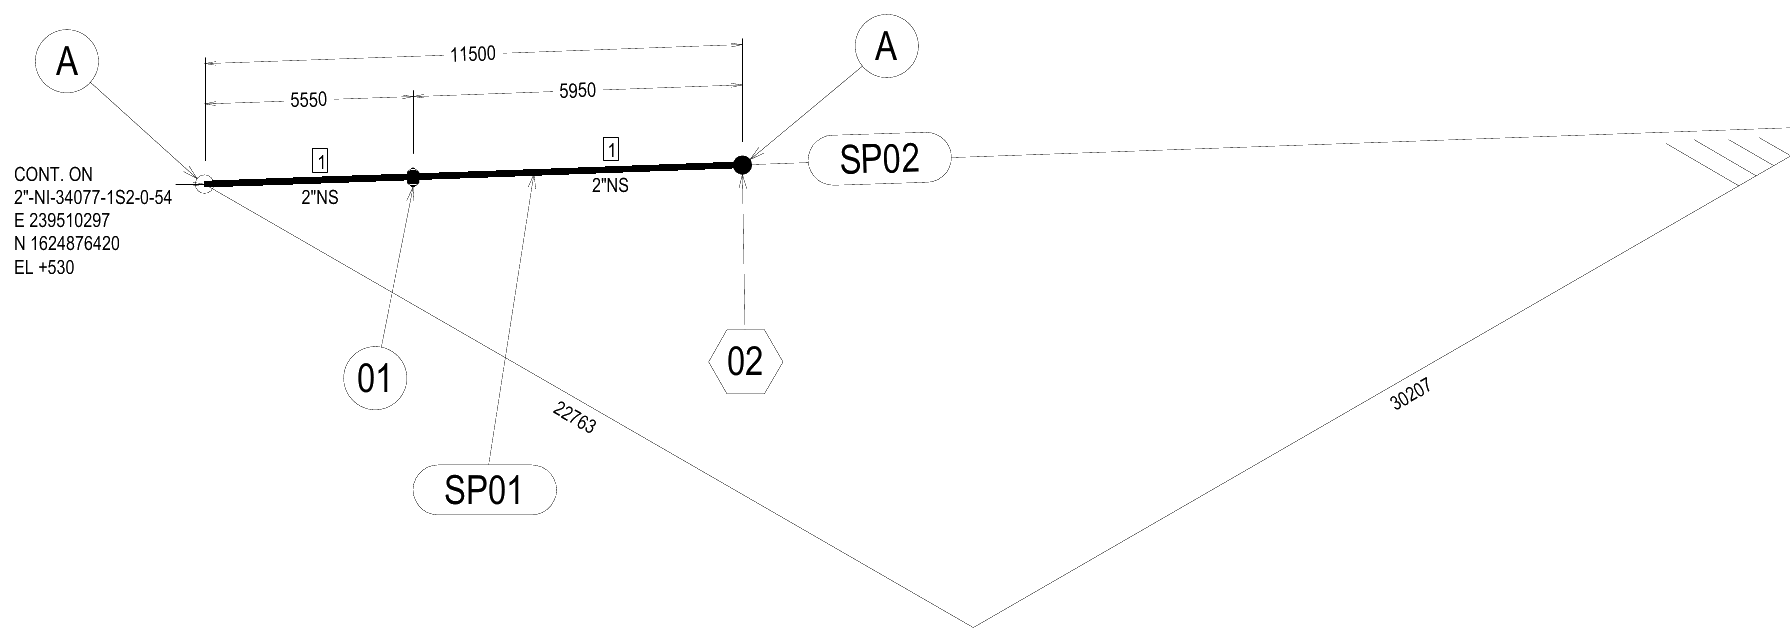 A
A
11500
5550
5950
1
1
SP02
CONT. ON
2"-NI-34077-1S2-0-54
E 239510297
N 1624876420
EL +530
2"NS
2"NS
01
02
22763
30207
SP01